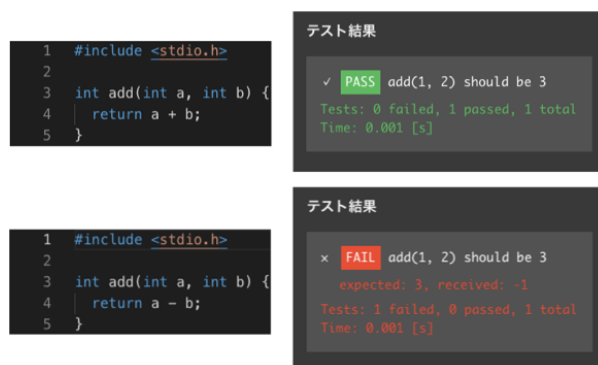 1 #include <stdio.h>
2
3 int add(int a, int b) {
4 return a + b;
5 }
テスト結果
✓ PASS add(1, 2) should be 3
Tests: 0 failed, 1 passed, 1 total
Time: 0.001 [s]
1 #include <stdio.h>
2
3 int add(int a, int b) {
4 return a - b;
5 }
テスト結果
× FAIL add(1, 2) should be 3
expected: 3, received: -1
Tests: 1 failed, 0 passed, 1 total
Time: 0.001 [s]